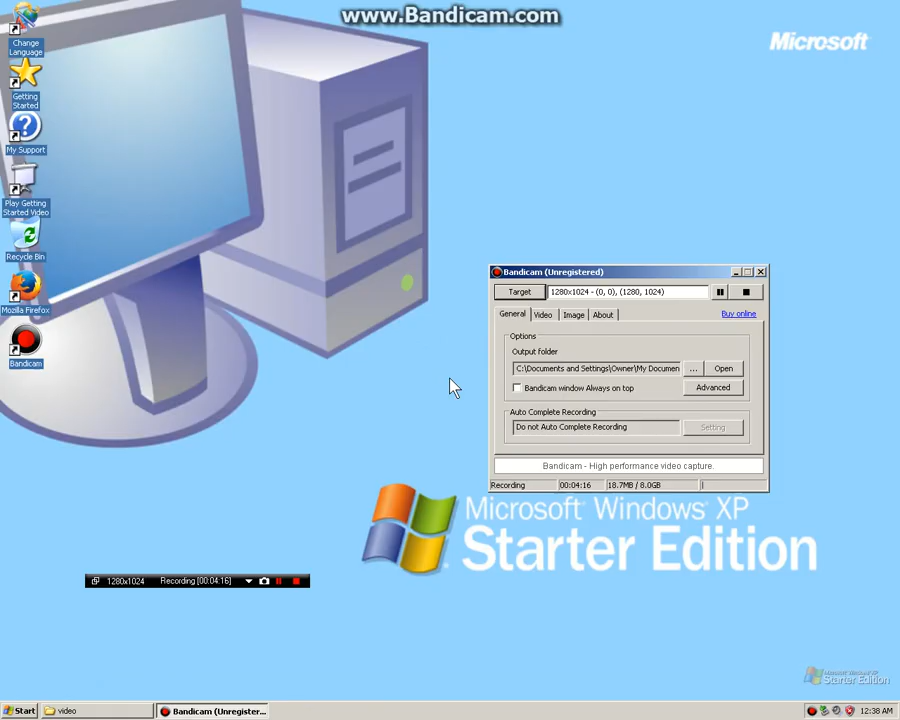 www.Bandicam.com
Microsoft
Change
Language
Getting
Started
My Support
Play Getting
Started Video
Recycle Bin
Mozilla Firefox
Bandicam
Bandicam (Unregistered)
Target
1280x1024 - (0, 0), (1280, 1024)
General
Video
Image
About
Buy online
Options
Output folder
C:\Documents and Settings\Owner\My Documen
...
Open
Bandicam window Always on top
Advanced
Auto Complete Recording
Do not Auto Complete Recording
Setting
Bandicam - High performance video capture.
Recording
00:04:16
18.7MB / 8.0GB
Microsoft Windows XP
Starter Edition
1280x1024
Recording [00:04:16]
Microsoft Windows XP
Starter Edition
Start
video
Bandicam (Unregister...
12:38 AM